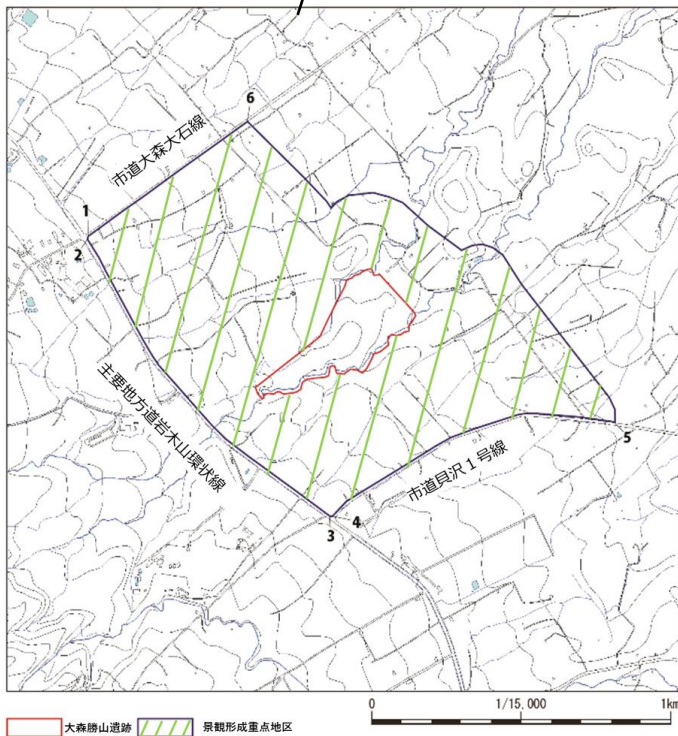 6
市道大森大石線
1
2
主要地方道岩木山環状線
市道貝沢1号線
5
4
3
0 1/15,000 1km
大森勝山遺跡 景観形成重点地区